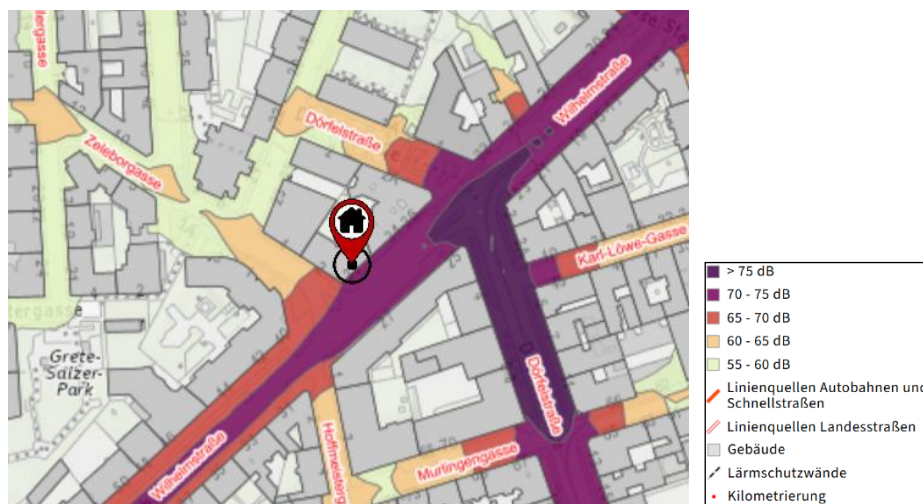 Dörfelstraße
Wilhelmstraße
Zeleborgasse
Karl-Löwe-Gasse
Grete-
Salzer-
Park
Dörfelstraße
Wilhelmstraße
Hoffmeisterg
Murlingengasse
> 75 dB
70 - 75 dB
65 - 70 dB
60 - 65 dB
55 - 60 dB
Linienquellen Autobahnen und
Schnellstraßen
Linienquellen Landesstraßen
Gebäude
Lärmschutzwände
Kilometrierung